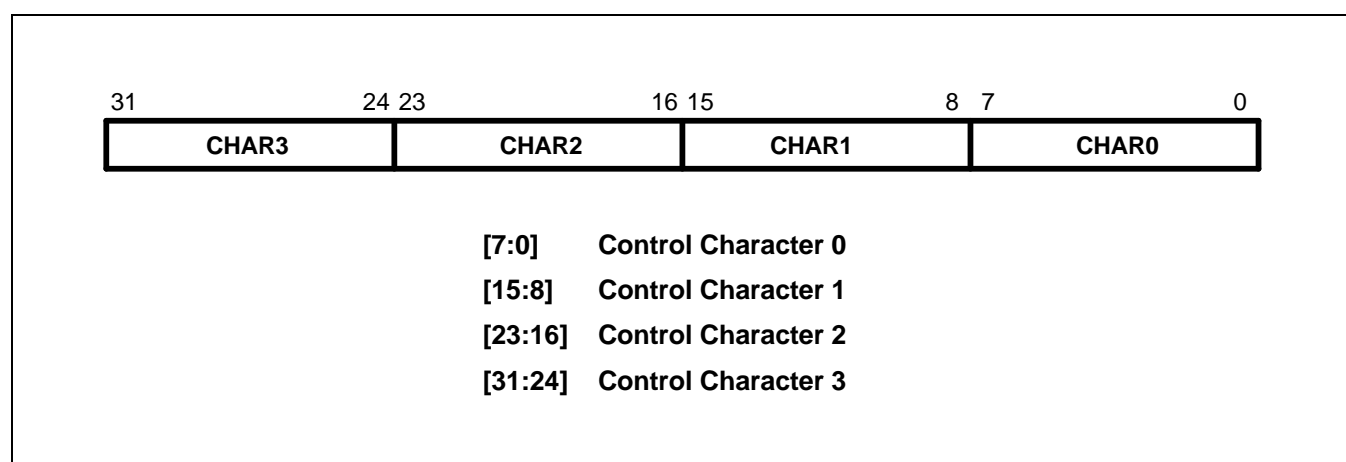 31 24 23 16 15 8 7 0
CHAR3 CHAR2 CHAR1 CHAR0
[7:0] Control Character 0
[15:8] Control Character 1
[23:16] Control Character 2
[31:24] Control Character 3